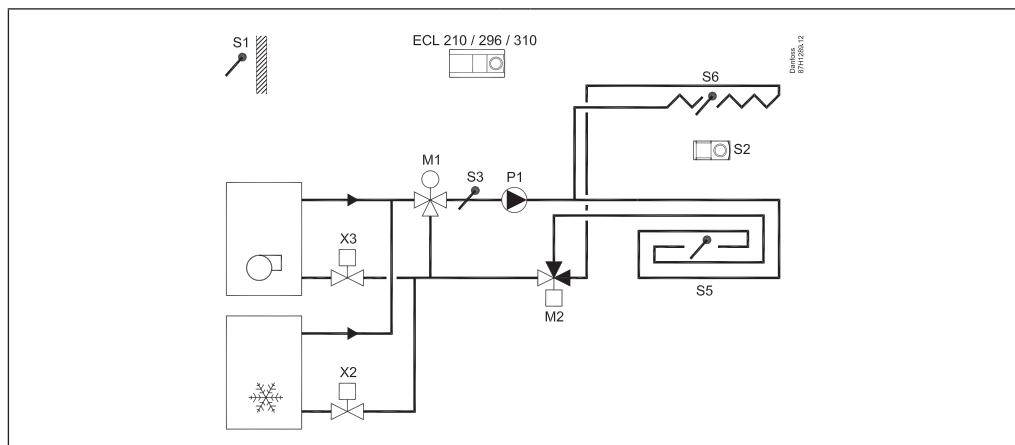 S1
ECL 210 / 296 / 310
Danfoss
87H1289.12
S6
S2
M1
S3
P1
X3
S5
M2
X2